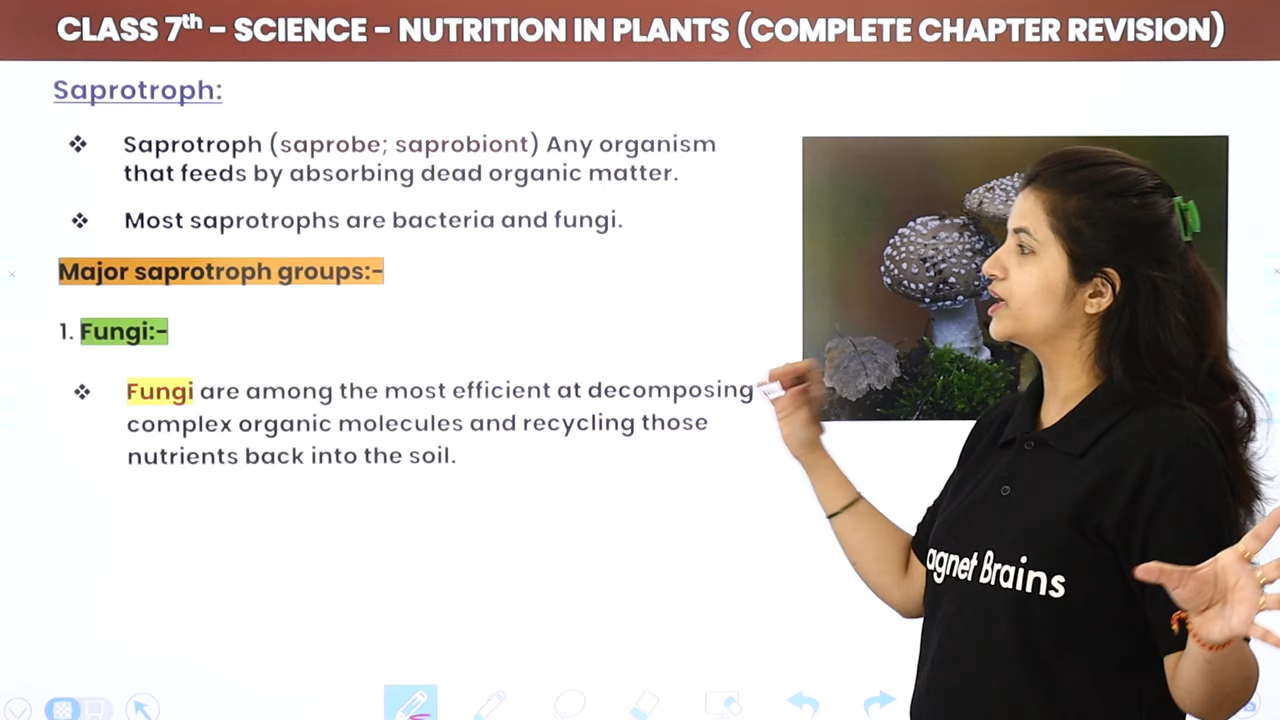 CLASS 7th - SCIENCE - NUTRITION IN PLANTS (COMPLETE CHAPTER REVISION)
Saprotroph:
❖ Saprotroph (saprobe; saprobiont) Any organism
that feeds by absorbing dead organic matter.
❖ Most saprotrophs are bacteria and fungi.
Major saprotroph groups:-
1. Fungi:-
❖ Fungi are among the most efficient at decomposing
complex organic molecules and recycling those
nutrients back into the soil.
agnet Brains